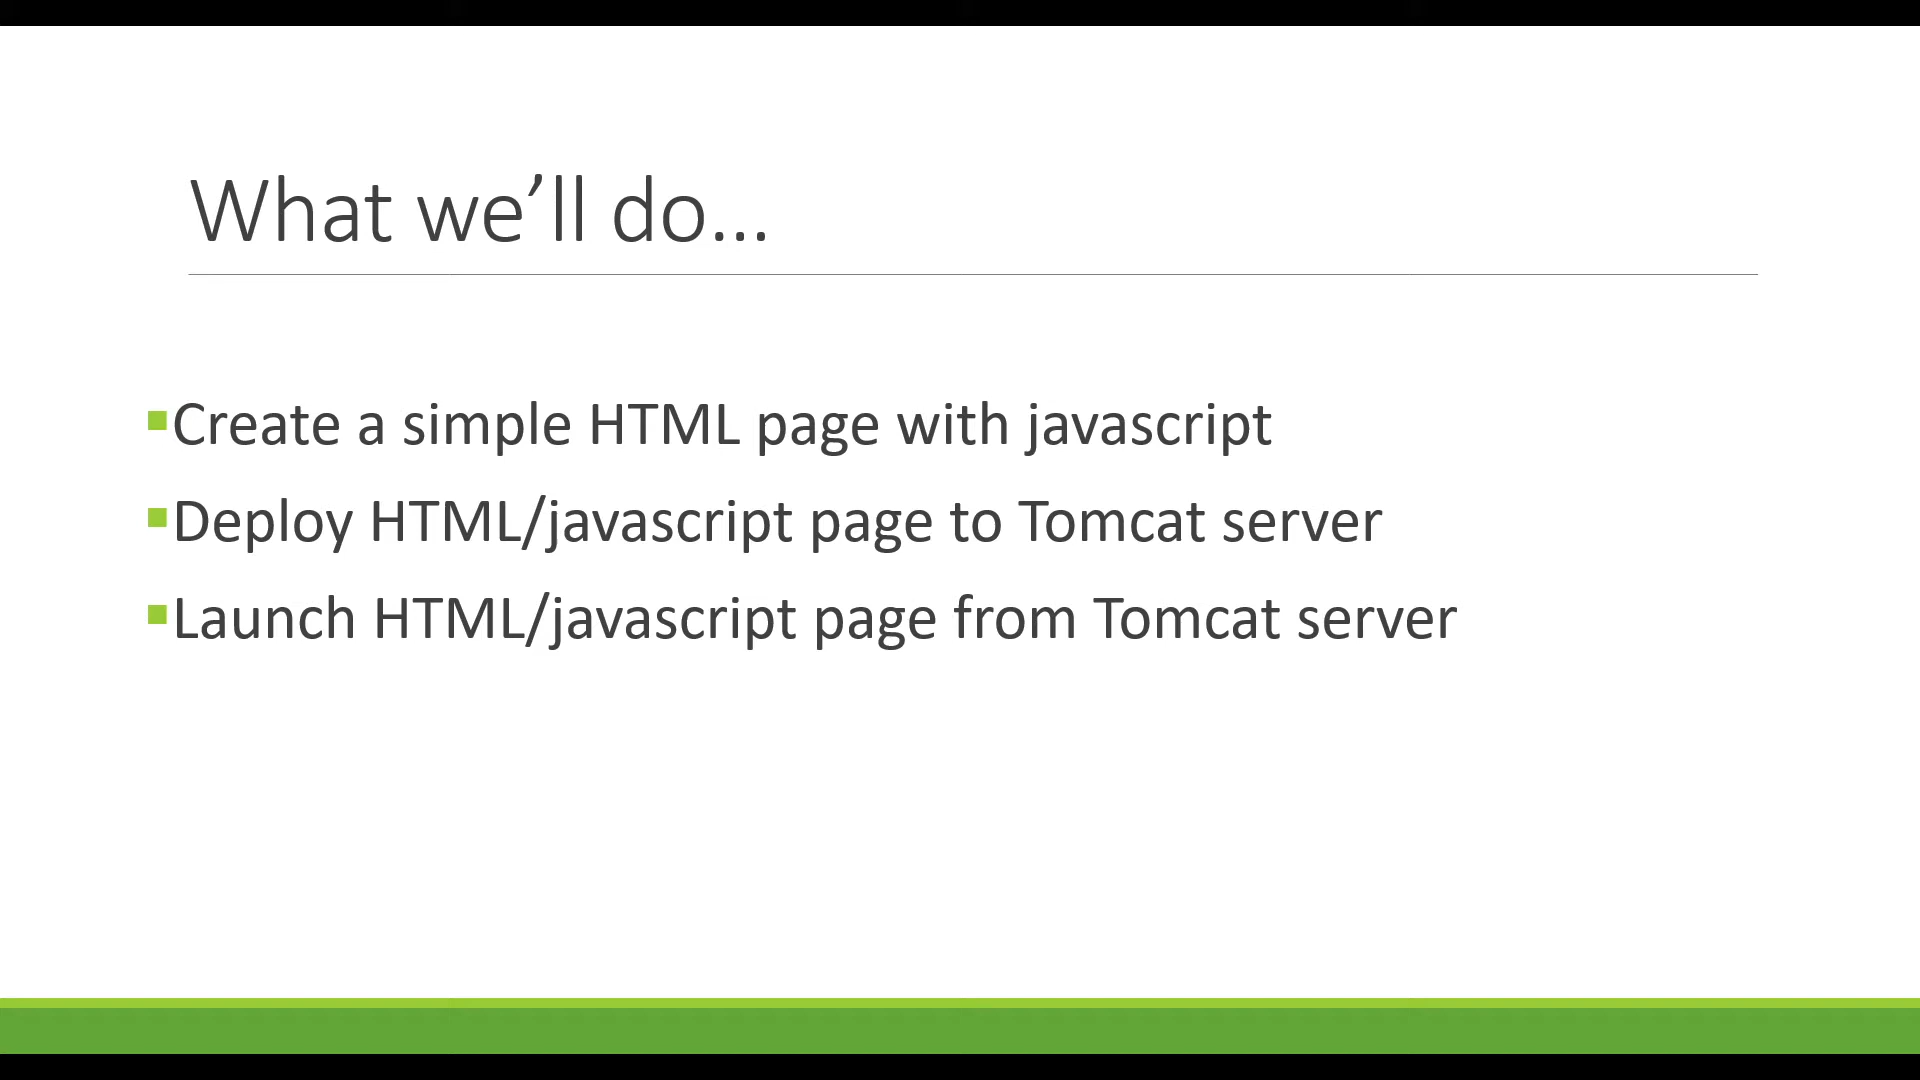 What we’ll do…
▪Create a simple HTML page with javascript
▪Deploy HTML/javascript page to Tomcat server
▪Launch HTML/javascript page from Tomcat server